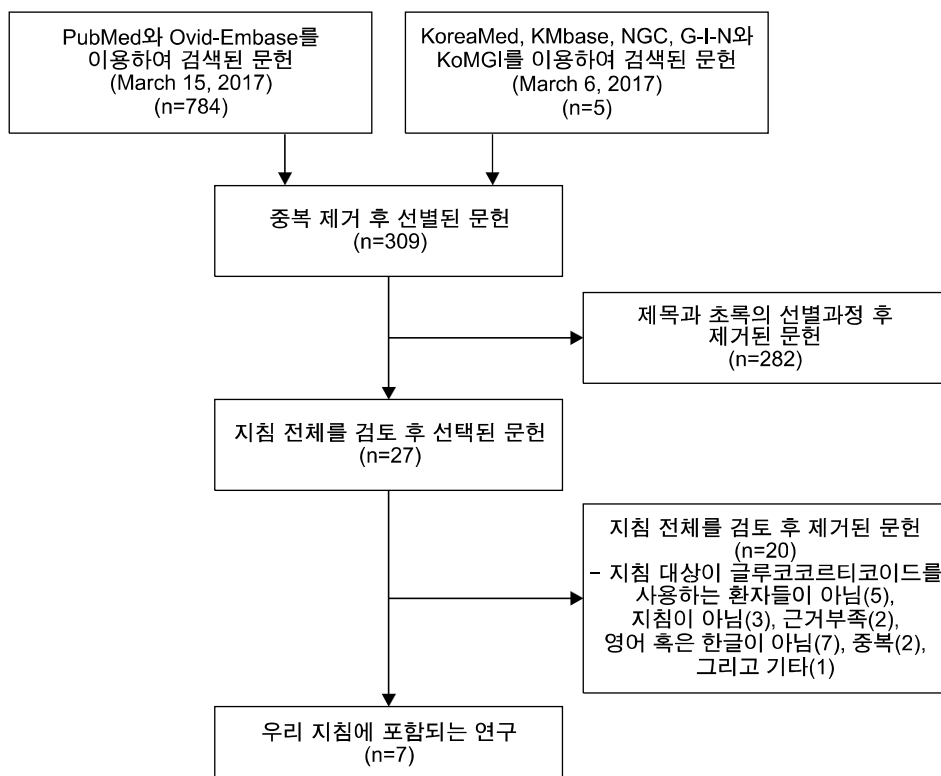 PubMed와 Ovid-Embase를
이용하여 검색된 문헌
(March 15, 2017)
(n=784)
KoreaMed, KMbase, NGC, G-I-N와
KoMGI를 이용하여 검색된 문헌
(March 6, 2017)
(n=5)
중복 제거 후 선별된 문헌
(n=309)
제목과 초록의 선별과정 후
제거된 문헌
(n=282)
지침 전체를 검토 후 선택된 문헌
(n=27)
지침 전체를 검토 후 제거된 문헌
(n=20)
– 지침 대상이 글루코코르티코이드를
사용하는 환자들이 아님(5),
지침이 아님(3), 근거부족(2),
영어 혹은 한글이 아님(7), 중복(2),
그리고 기타(1)
우리 지침에 포함되는 연구
(n=7)